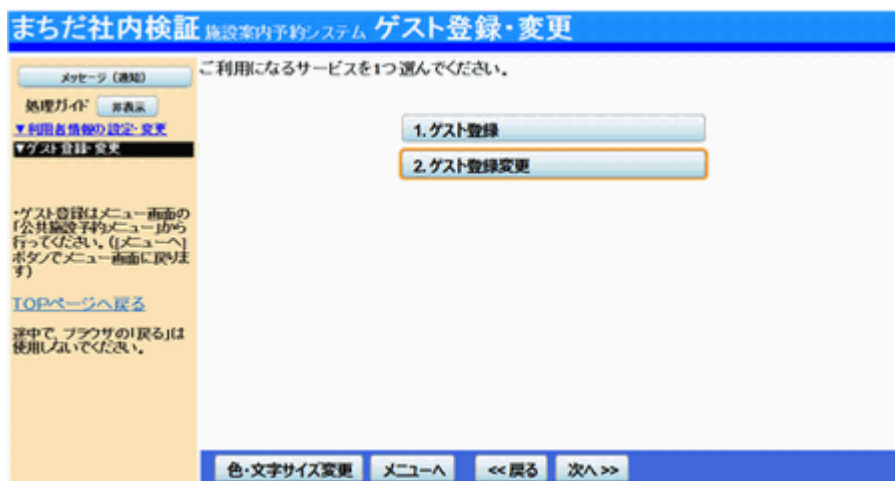 まちだ社内検証 施設案内予約システム ゲスト登録・変更
メッセージ（通知）
処理ガイド 非表示
▼利用者情報の設定・変更
▼ゲスト登録・変更
・ゲスト登録はメニュー画面の
「公共施設予約メニュー」から
行ってください。（[メニューへ]
ボタンでメニュー画面に戻りま
す）
TOPページへ戻る
途中で、ブラウザの「戻る」は
使用しないでください。
ご利用になるサービスを1つ選んでください。
1. ゲスト登録
2. ゲスト登録変更
色・文字サイズ変更 メニューへ <<戻る 次へ>>